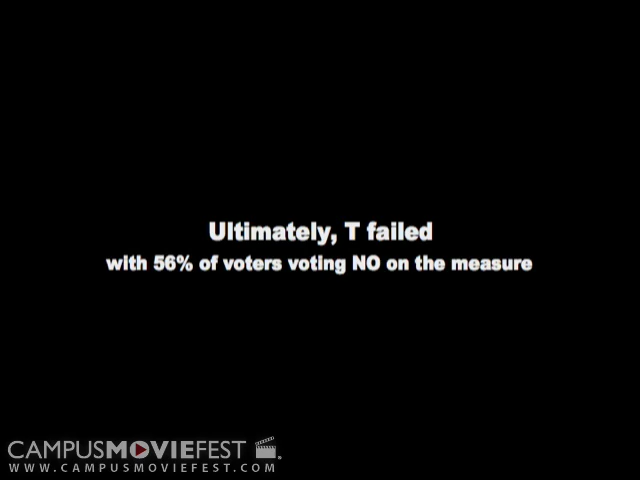 Ultimately, T failed
with 56% of voters voting NO on the measure
CAMPUSMOVIEFEST
WWW.CAMPUSMOVIEFEST.COM